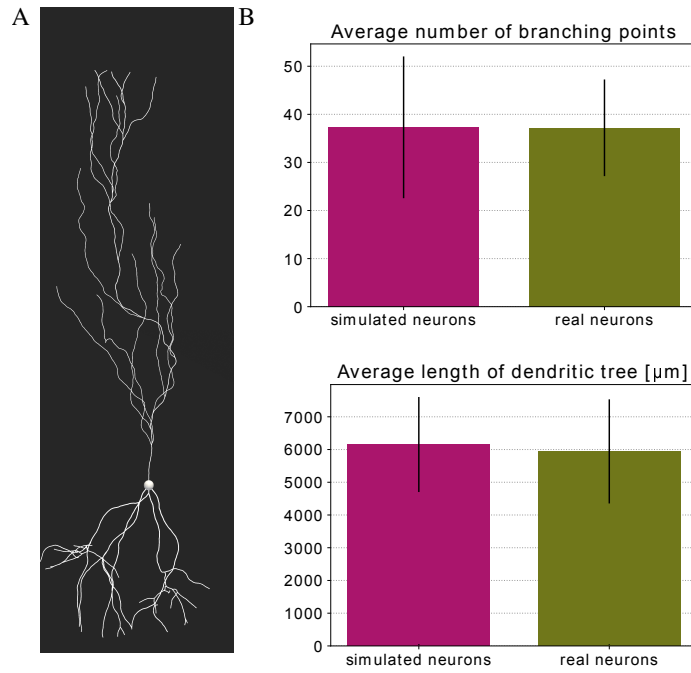 A
B
Average number of branching points
50
40
30
20
10
0
simulated neurons
real neurons
Average length of dendritic tree [μm]
7000
6000
5000
4000
3000
2000
1000
0
simulated neurons
real neurons